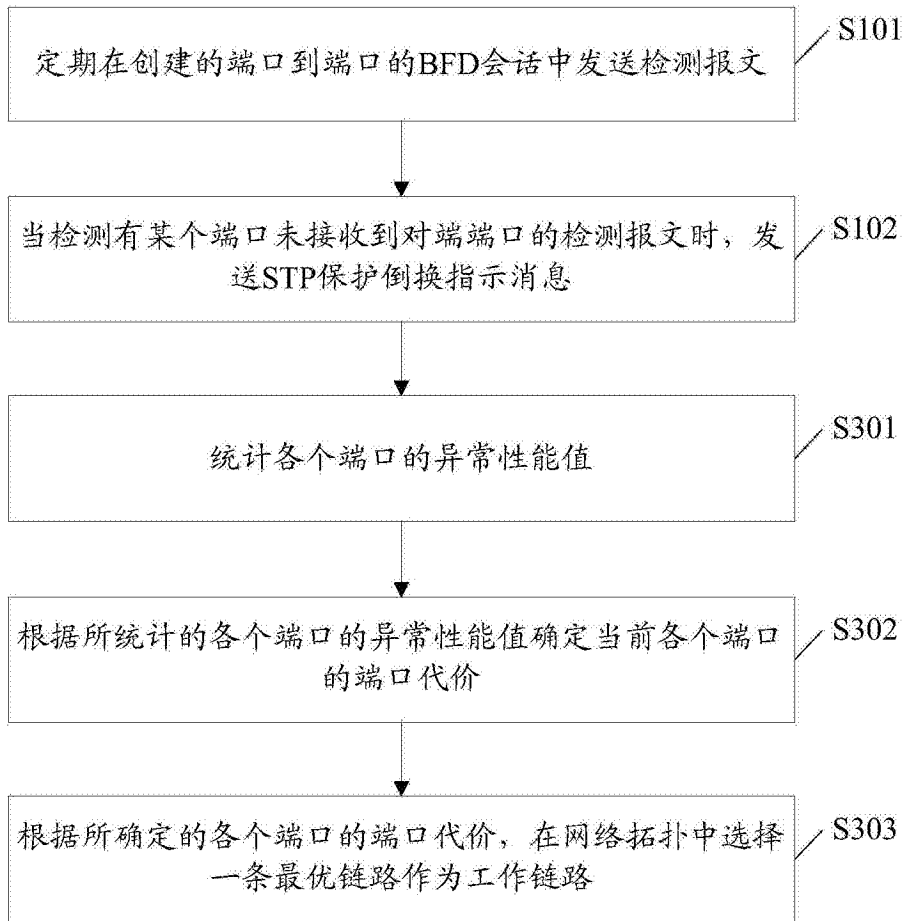 定期在创建的端口到端口的BFD会话中发送检测报文
S101
当检测有某个端口未接收到对端端口的检测报文时，发
送STP保护倒换指示消息
S102
统计各个端口的异常性能值
S301
根据所统计的各个端口的异常性能值确定当前各个端口
的端口代价
S302
根据所确定的各个端口的端口代价，在网络拓扑中选择
一条最优链路作为工作链路
S303